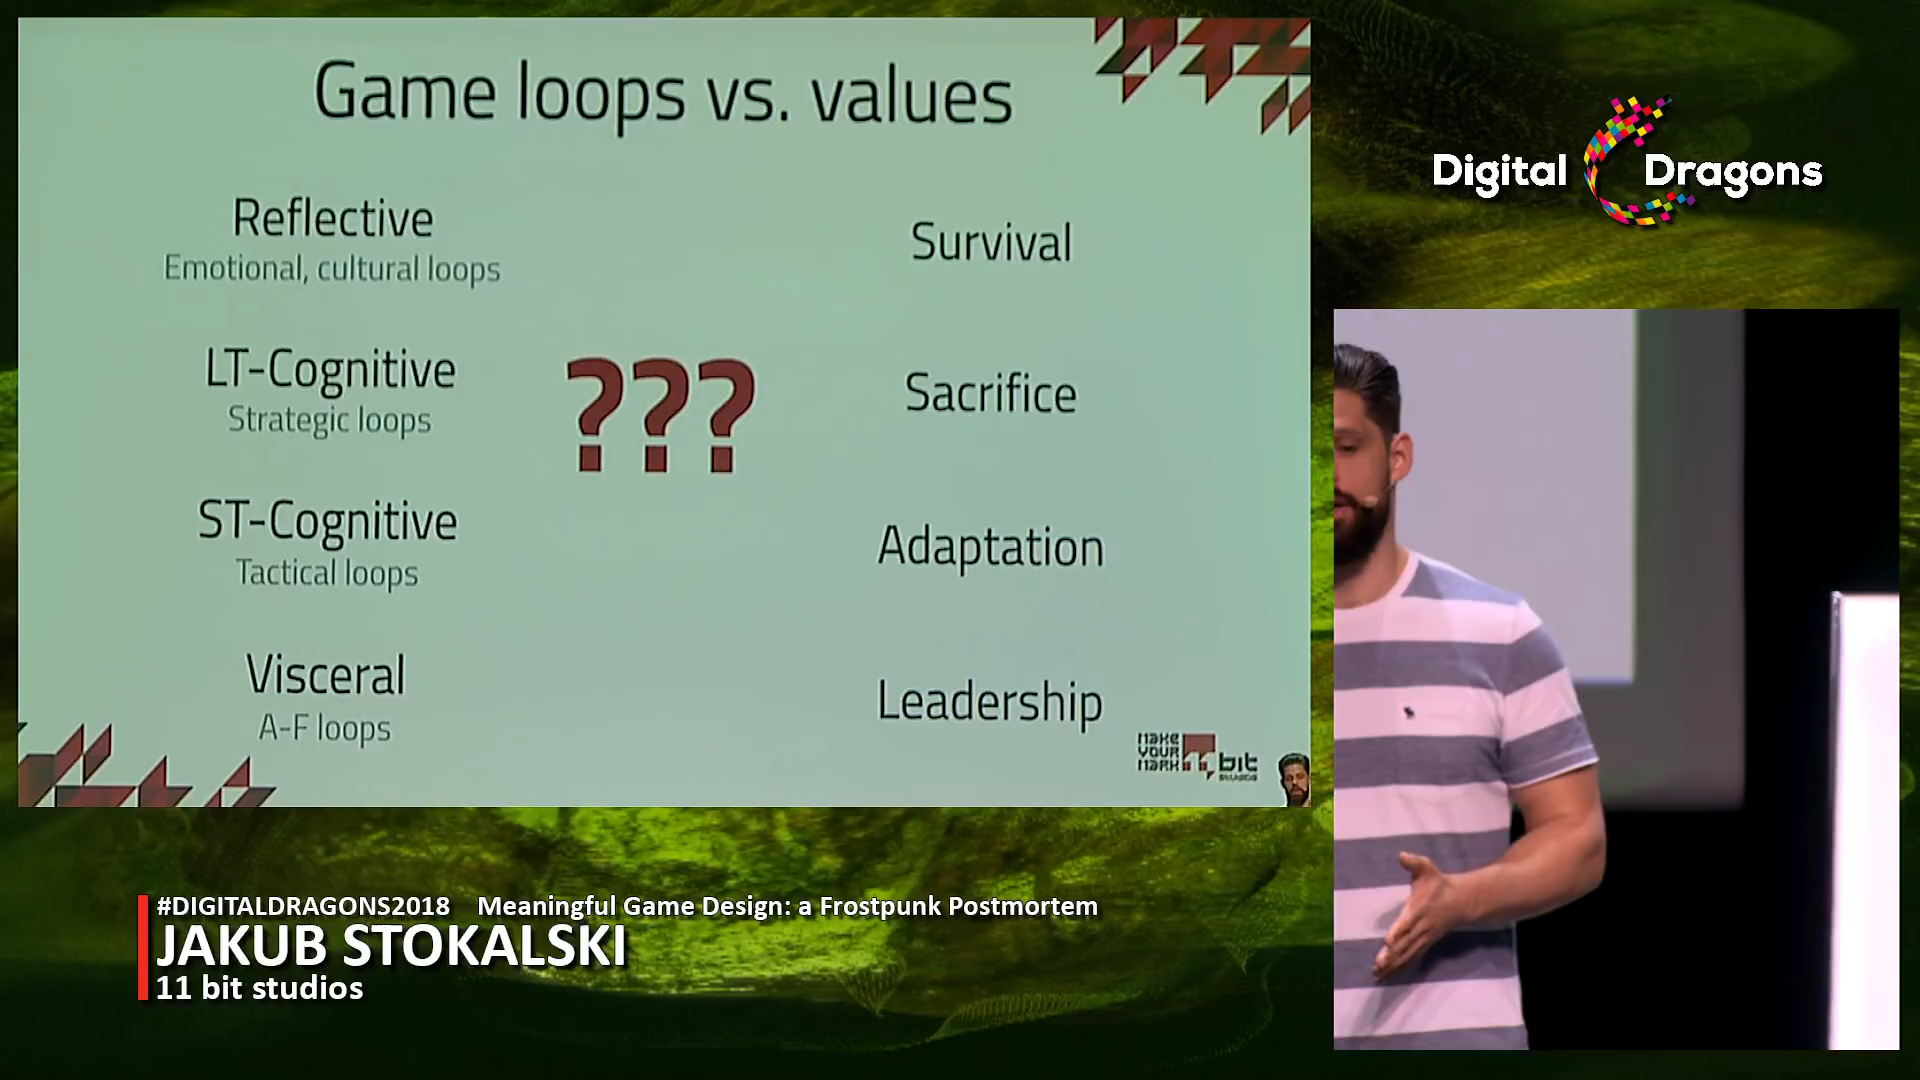 Game loops vs. values
Reflective
Emotional, cultural loops
Survival
LT-Cognitive
Strategic loops
???
Sacrifice
ST-Cognitive
Tactical loops
Adaptation
Visceral
A-F loops
Leadership
MAKE
YOUR
MARK
11 bit
STUDIOS
Digital Dragons
#DIGITALDRAGONS2018 Meaningful Game Design: a Frostpunk Postmortem
JAKUB STOKALSKI
11 bit studios